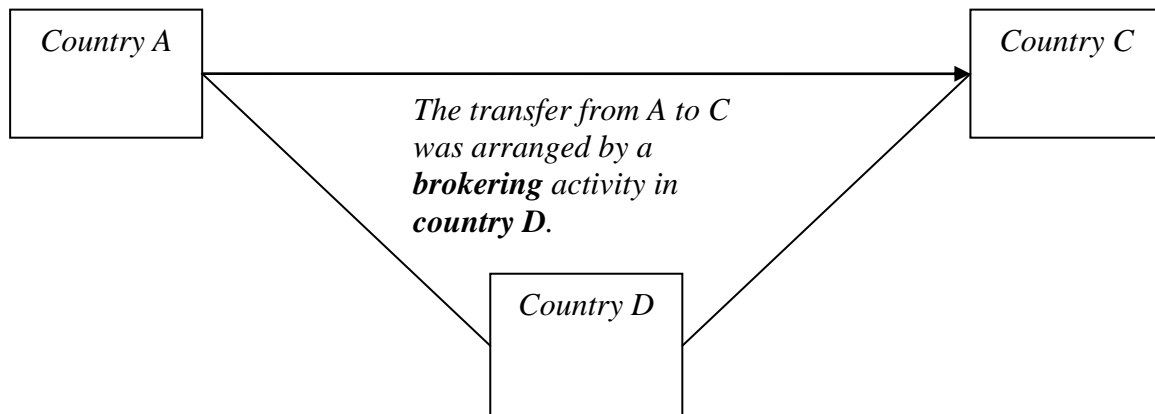 Country A
Country C
The transfer from A to C
was arranged by a
brokering activity in
country D.
Country D